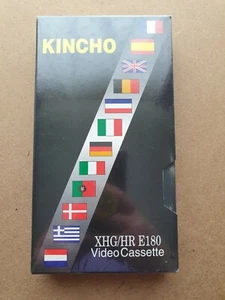 KINCHO
XHG/HR E180
Video Cassette